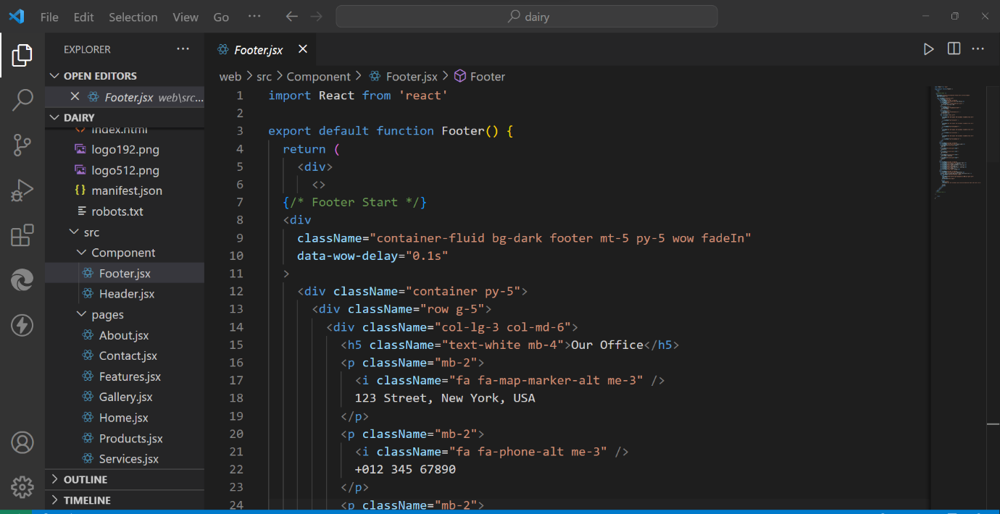 File Edit Selection View Go ···
dairy
EXPLORER ···
OPEN EDITORS
Footer.jsx web\src...
DAIRY
index.html
logo192.png
logo512.png
{} manifest.json
robots.txt
src
Component
Footer.jsx
Header.jsx
pages
About.jsx
Contact.jsx
Features.jsx
Gallery.jsx
Home.jsx
Products.jsx
Services.jsx
OUTLINE
TIMELINE
Footer.jsx
web > src > Component > Footer.jsx > Footer
1 import React from 'react'
2
3 export default function Footer() {
4 return (
5 <div>
6 <>
7 {/* Footer Start */}
8 <div
9 className="container-fluid bg-dark footer mt-5 py-5 wow fadeIn"
10 data-wow-delay="0.1s"
11 >
12 <div className="container py-5">
13 <div className="row g-5">
14 <div className="col-lg-3 col-md-6">
15 <h5 className="text-white mb-4">Our Office</h5>
16 <p className="mb-2">
17 <i className="fa fa-map-marker-alt me-3" />
18 123 Street, New York, USA
19 </p>
20 <p className="mb-2">
21 <i className="fa fa-phone-alt me-3" />
22 +012 345 67890
23 </p>
24 <p className="mb-2">